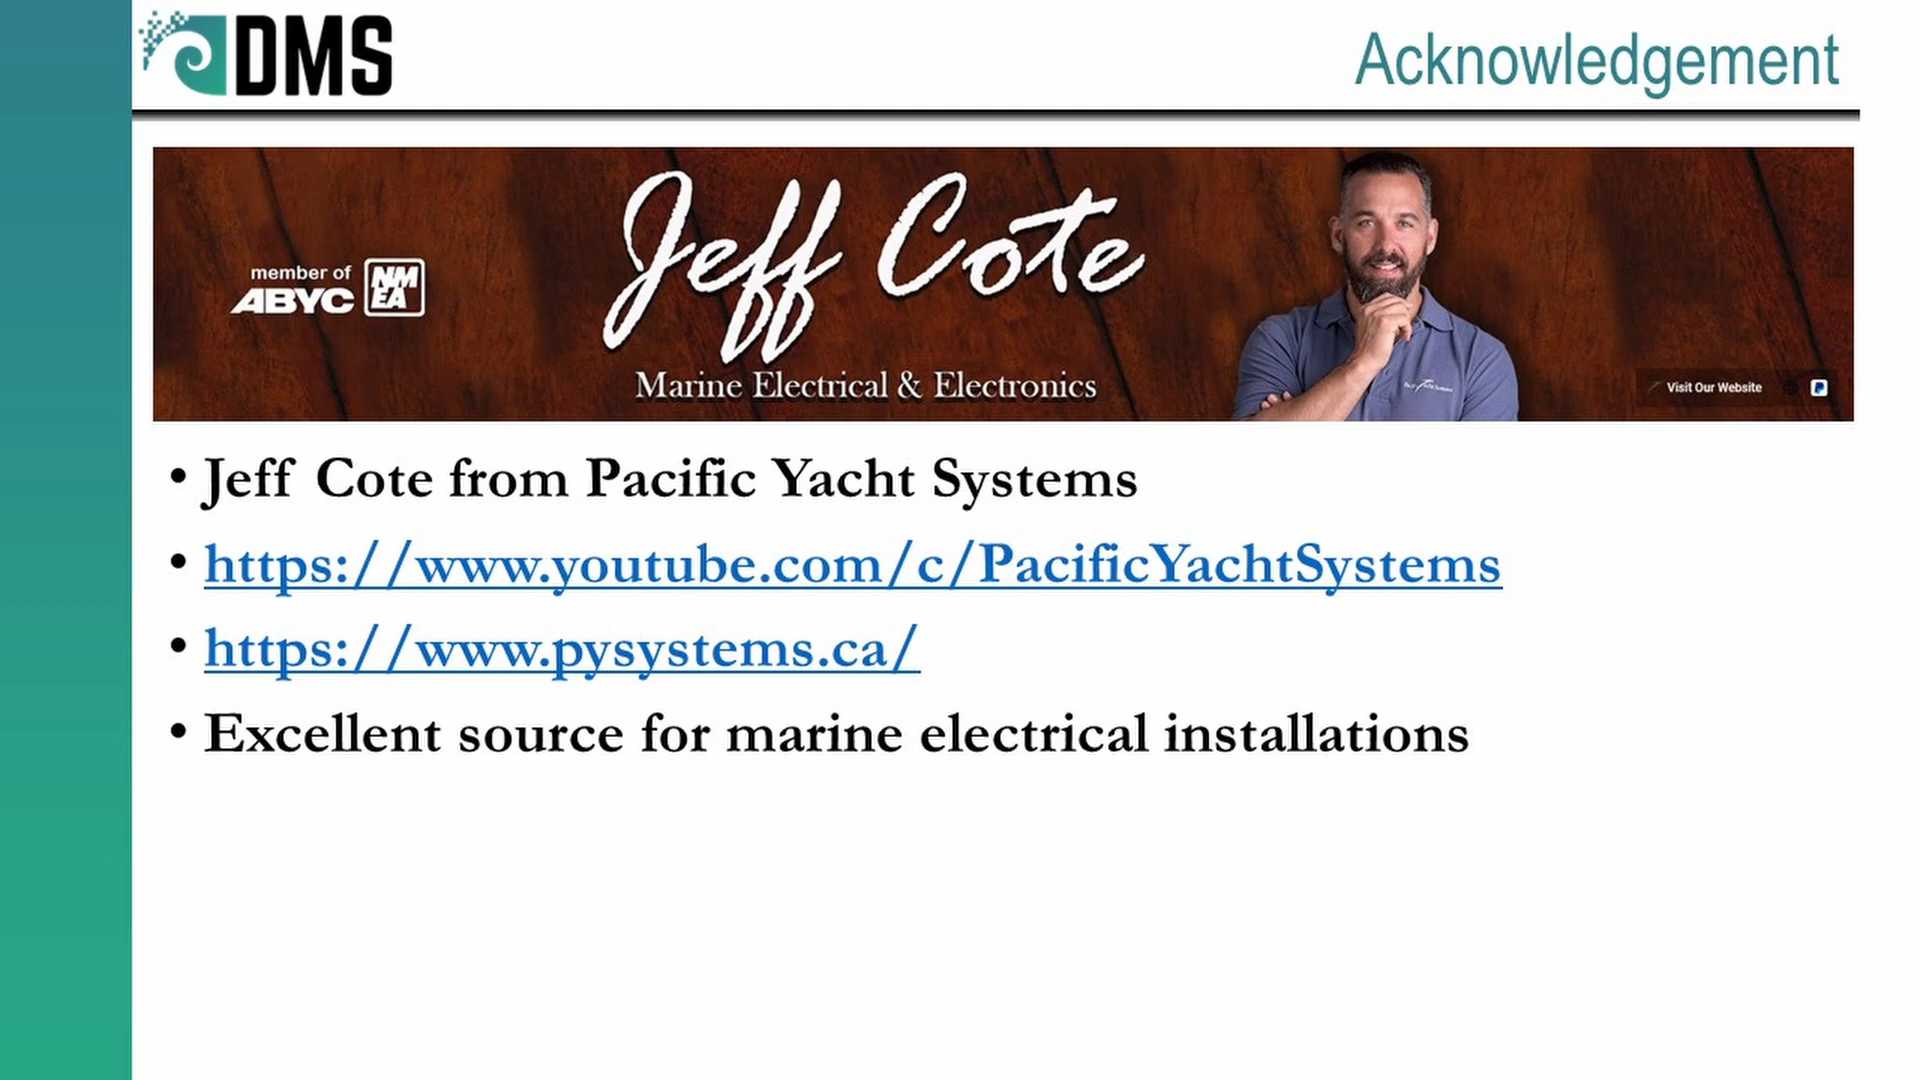 DMS
Acknowledgement
member of
ABYC
NMEA
Jeff Cote
Marine Electrical & Electronics
Visit Our Website
• Jeff Cote from Pacific Yacht Systems
• https://www.youtube.com/c/PacificYachtSystems
• https://www.pysystems.ca/
• Excellent source for marine electrical installations